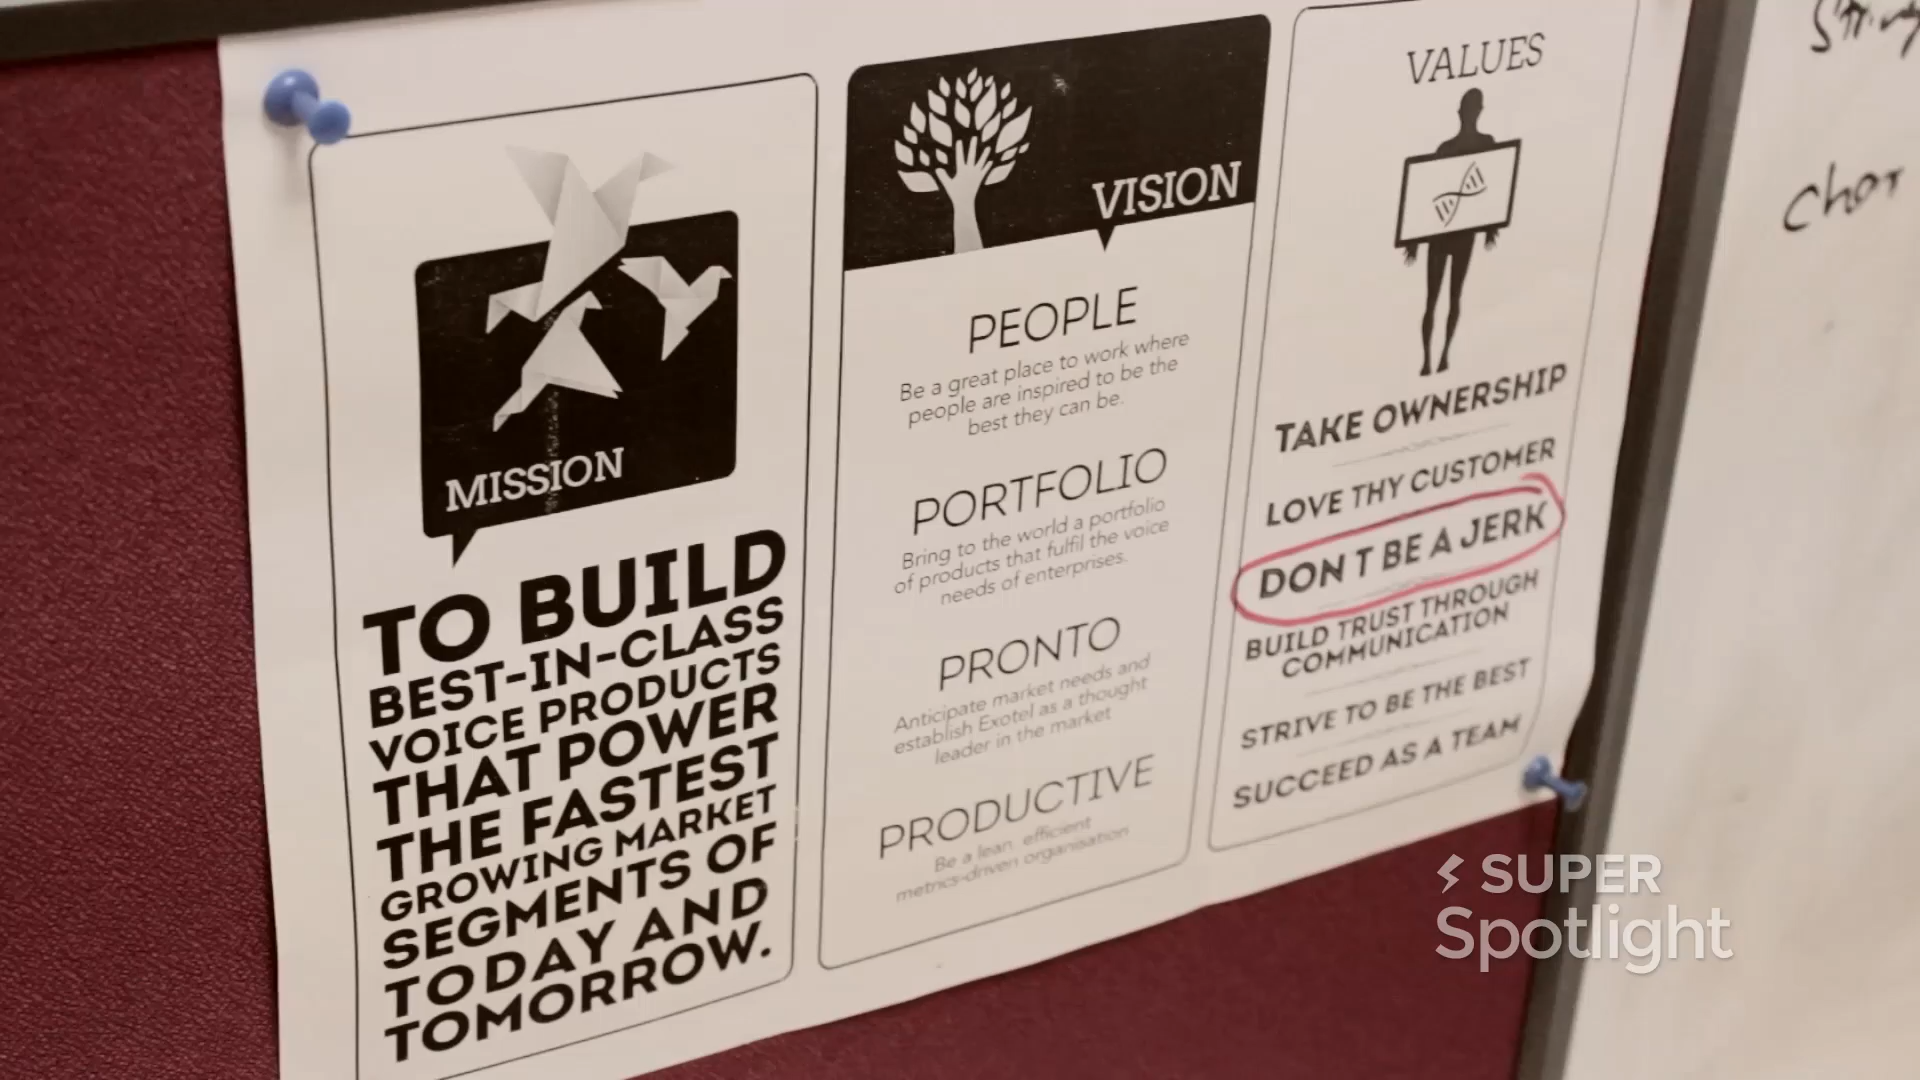 MISSION
TO BUILD
BEST-IN-CLASS
VOICE PRODUCTS
THAT POWER
THE FASTEST
GROWING MARKET
SEGMENTS OF
TODAY AND
TOMORROW.
VISION
PEOPLE
Be a great place to work where
people are inspired to be the
best they can be.
PORTFOLIO
Bring to the world a portfolio
of products that fulfil the voice
needs of enterprises.
PRONTO
Anticipate market needs and
establish Exotel as a thought
leader in the market
PRODUCTIVE
Be a lean, efficient
metrics-driven organisation
VALUES
TAKE OWNERSHIP
LOVE THY CUSTOMER
DON T BE A JERK
BUILD TRUST THROUGH
COMMUNICATION
STRIVE TO BE THE BEST
SUCCEED AS A TEAM
SUPER
Spotlight